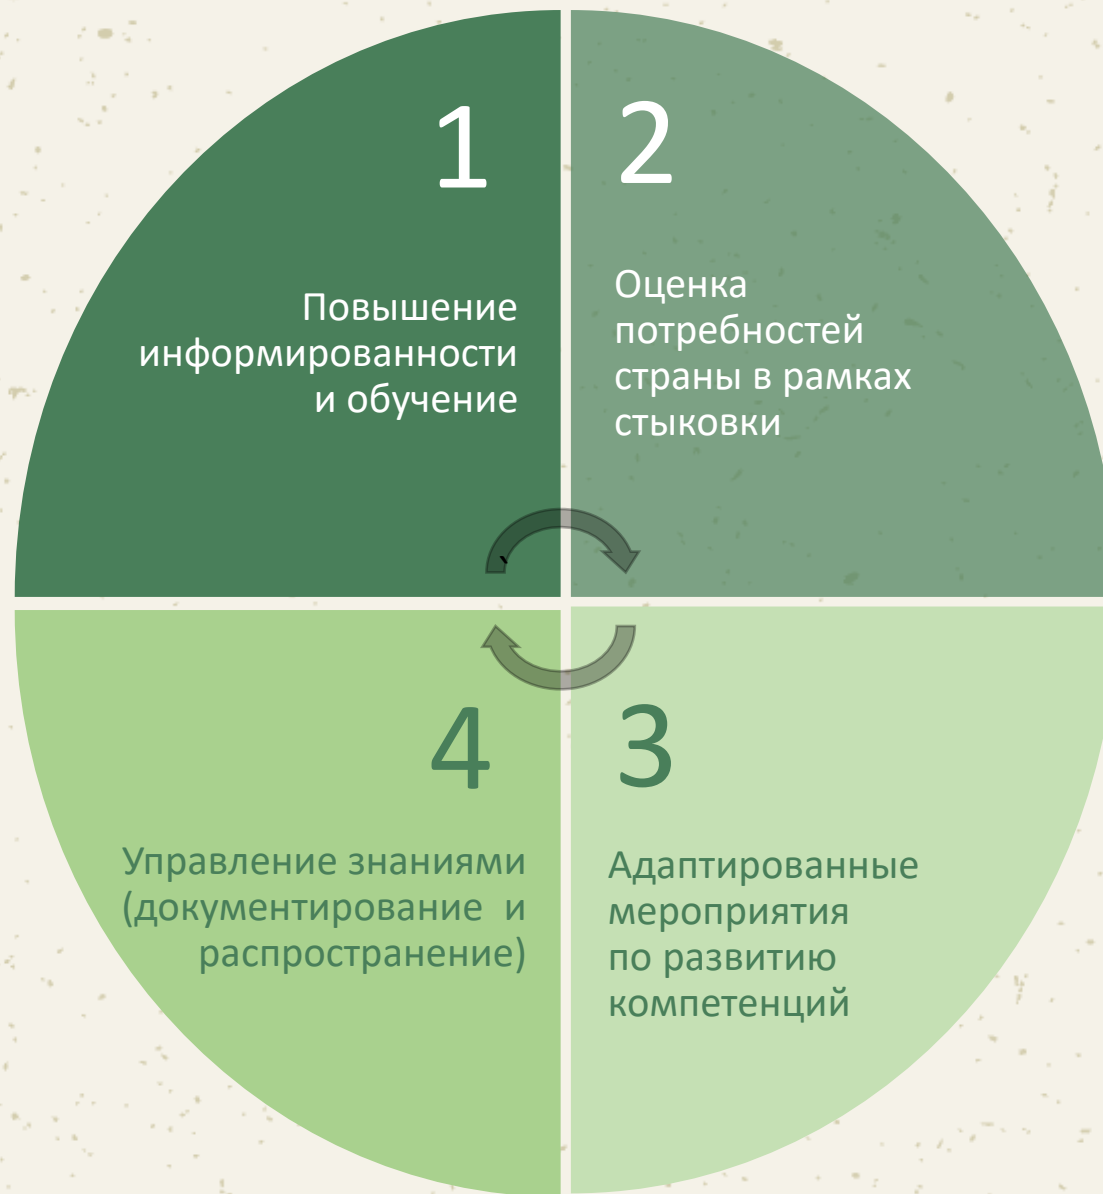 1
Повышение
информированности
и обучение
2
Оценка
потребностей
страны в рамках
стыковки
3
Адаптированные
мероприятия
по развитию
компетенций
4
Управление знаниями
(документирование и
распространение)